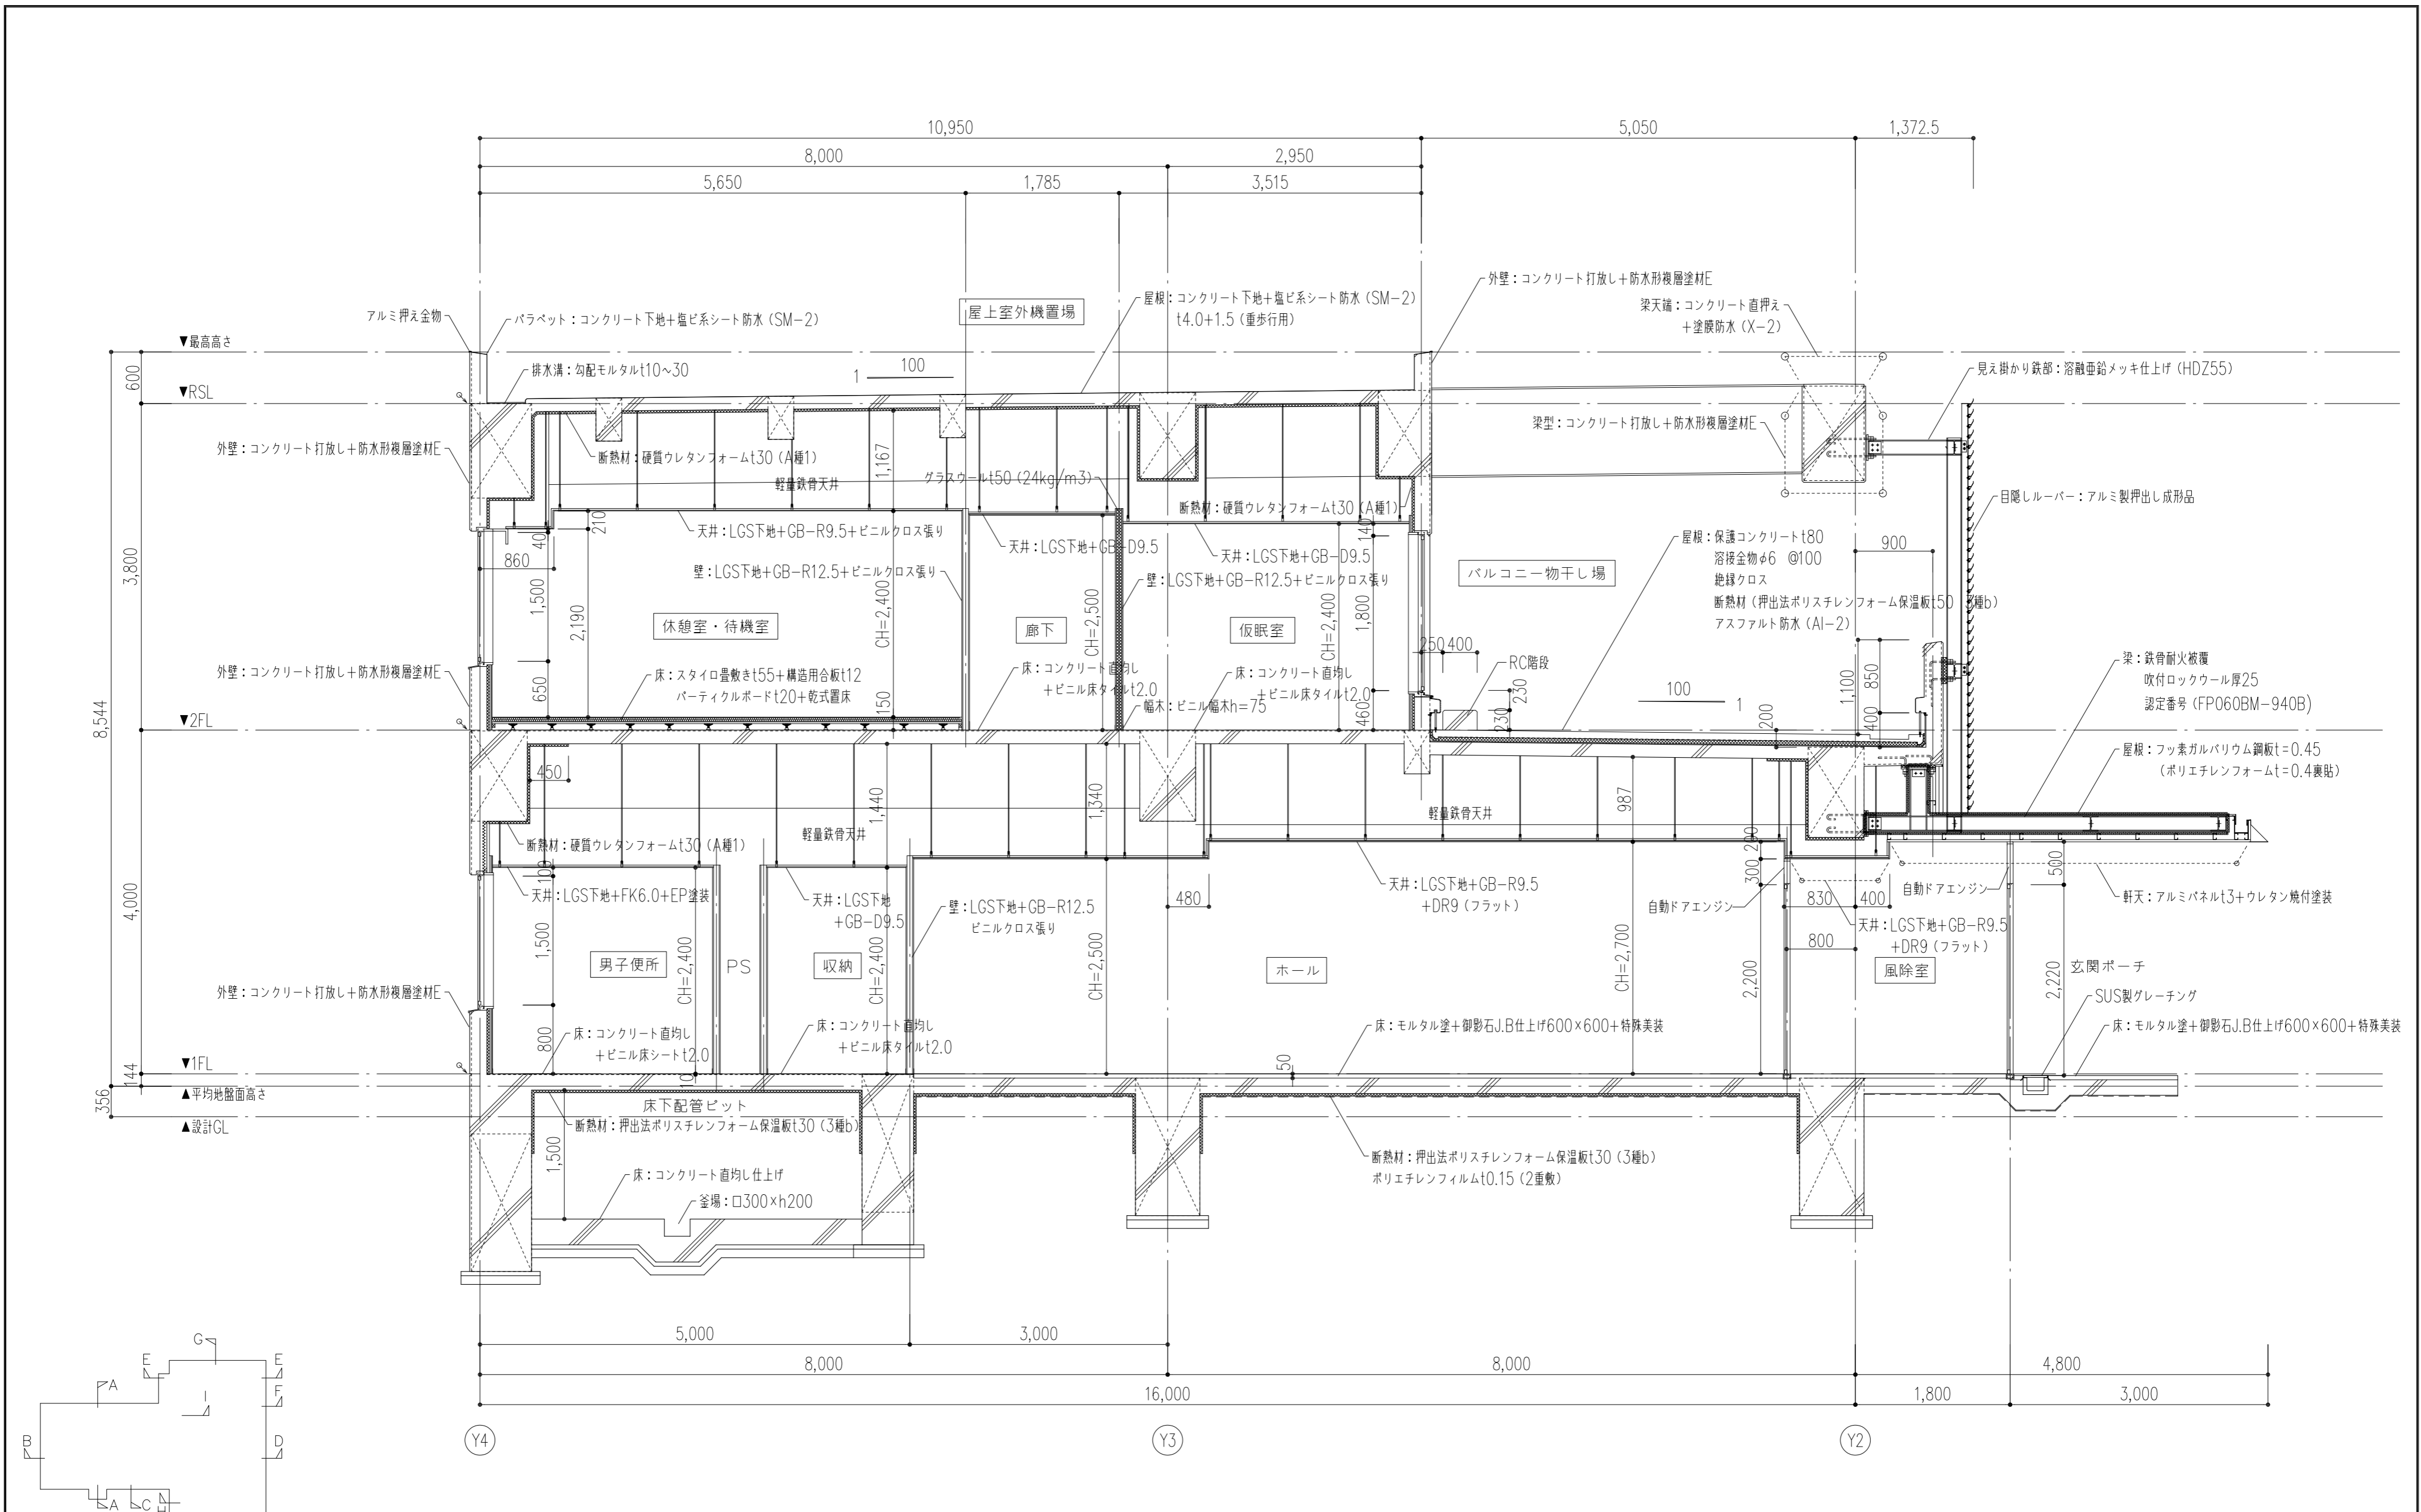 10,950
5,050
1,372.5
8,000
2,950
5,650
1,785
3,515
アルミ押え金物
パラペット：コンクリート下地＋塩ビ系シート防水（SM−2）
屋上室外機置場
屋根：コンクリート下地＋塩ビ系シート防水（SM−2）
t4.0+1.5（重歩行用）
外壁：コンクリート打放し＋防水形複層塗材E
梁天端：コンクリート直押え
＋塗膜防水（X−2）
▼最高高さ
600
排水溝：勾配モルタルt10~30
1
100
見え掛かり鉄部：溶融亜鉛メッキ仕上げ（HDZ55）
▼RSL
梁型：コンクリート打放し＋防水形複層塗材E
外壁：コンクリート打放し＋防水形複層塗材E
断熱材：硬質ウレタンフォームt30（A種1）
1,167
軽量鉄骨天井
グラスウールt50（24kg/m3）
断熱材：硬質ウレタンフォームt30（A種1）
目隠しルーバー：アルミ製押出し成形品
210
40
140
天井：LGS下地+GB−R9.5+ビニルクロス張り
天井：LGS下地+GB−D9.5
天井：LGS下地+GB−D9.5
屋根：保護コンクリートt80
溶接金物φ6 @100
絶縁クロス
断熱材（押出法ポリスチレンフォーム保温板t50 3種b）
アスファルト防水（AI−2）
900
860
壁：LGS下地+GB−R12.5+ビニルクロス張り
壁：LGS下地+GB−R12.5+ビニルクロス張り
バルコニー物干し場
3,800
1,500
2,190
CH=2,400
CH=2,500
CH=2,400
1,800
休憩室・待機室
廊下
仮眠室
250
400
RC階段
外壁：コンクリート打放し＋防水形複層塗材E
650
床：スタイロ畳敷きt55+構造用合板t12
パーティクルボードt20+乾式置床
150
床：コンクリート直均し
＋ビニル床タイルt2.0
床：コンクリート直均し
＋ビニル床タイルt2.0
幅木：ビニル幅木h=75
460
230
230
100
1
200
1,100
850
400
梁：鉄骨耐火被覆
吹付ロックウール厚25
認定番号（FP060BM−940B）
▼2FL
8,544
屋根：フッ素ガルバリウム鋼板t=0.45
（ポリエチレンフォームt=0.4裏貼）
450
1,440
1,340
987
軽量鉄骨天井
軽量鉄骨天井
断熱材：硬質ウレタンフォームt30（A種1）
100
200
300
500
天井：LGS下地+FK6.0+EP塗装
天井：LGS下地
+GB−D9.5
壁：LGS下地+GB−R12.5
ビニルクロス張り
480
天井：LGS下地+GB−R9.5
+DR9（フラット）
自動ドアエンジン
自動ドアエンジン
830
400
軒天：アルミパネルt3+ウレタン焼付塗装
天井：LGS下地+GB−R9.5
+DR9（フラット）
800
4,000
1,500
男子便所
CH=2,400
PS
収納
CH=2,400
CH=2,500
ホール
CH=2,700
2,200
風除室
2,220
玄関ポーチ
SUS製グレーチング
外壁：コンクリート打放し＋防水形複層塗材E
800
床：コンクリート直均し
＋ビニル床シートt2.0
床：コンクリート直均し
＋ビニル床タイルt2.0
床：モルタル塗＋御影石J.B仕上げ600×600+特殊美装
床：モルタル塗＋御影石J.B仕上げ600×600+特殊美装
▼1FL
144
10
50
▲平均地盤面高さ
356
▲設計GL
床下配管ピット
断熱材：押出法ポリスチレンフォーム保温板t30（3種b）
1,500
床：コンクリート直均し仕上げ
釜場：□300×h200
断熱材：押出法ポリスチレンフォーム保温板t30（3種b）
ポリエチレンフィルムt0.15（2重敷）
5,000
3,000
8,000
8,000
4,800
16,000
1,800
3,000
Y4
Y3
Y2
G
E
E
A
F
I
B
D
A
C
H